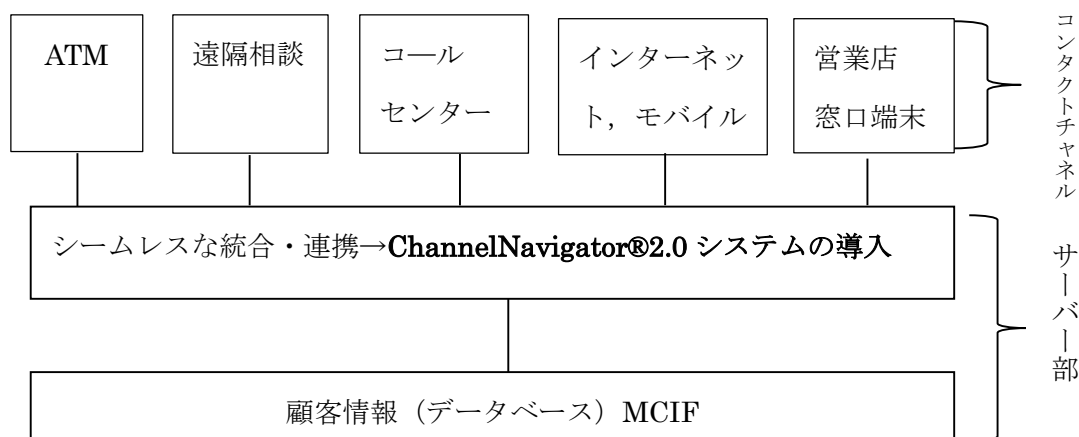 ATM
遠隔相談
コール
センター
インターネッ
ト，モバイル
営業店
窓口端末
コンタクトチャネル
シームレスな統合・連携→ChannelNavigator®2.0 システムの導入
サーバー部
顧客情報（データベース）MCIF